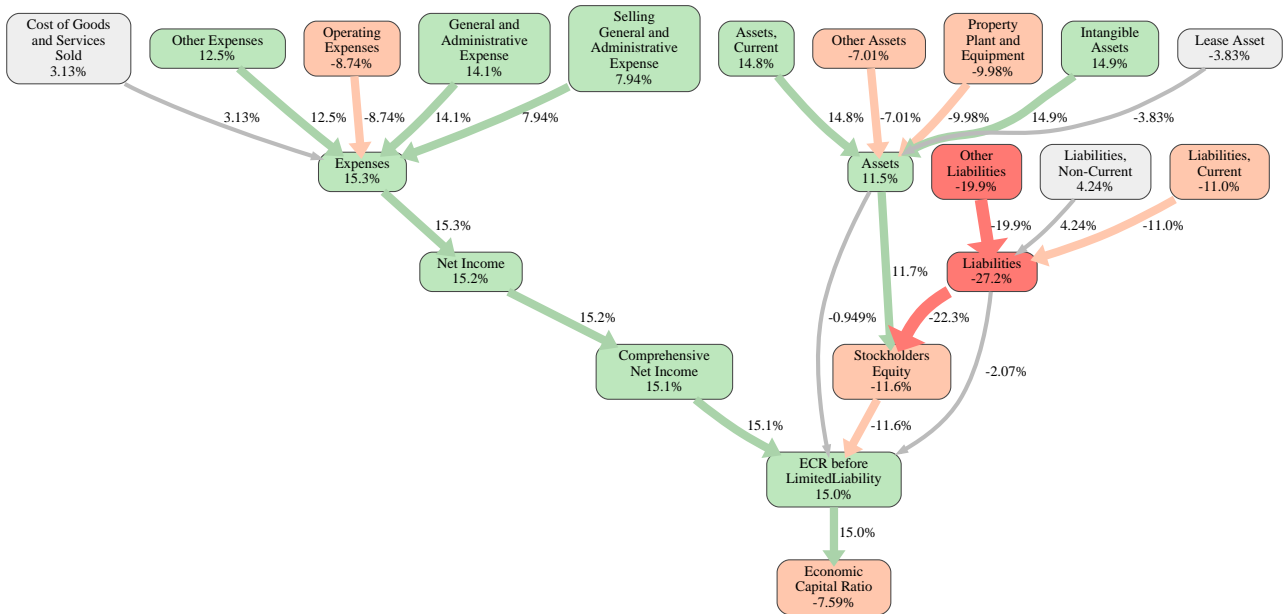 Cost of Goods
and Services
Sold
3.13%
Other Expenses
12.5%
Operating
Expenses
-8.74%
General and
Administrative
Expense
14.1%
Selling
General and
Administrative
Expense
7.94%
Assets,
Current
14.8%
Other Assets
-7.01%
Property
Plant and
Equipment
-9.98%
Intangible
Assets
14.9%
Lease Asset
-3.83%
3.13%
12.5%
-8.74%
14.1%
7.94%
14.8%
-7.01%
-9.98%
14.9%
-3.83%
Expenses
15.3%
Assets
11.5%
Other
Liabilities
-19.9%
Liabilities,
Non-Current
4.24%
Liabilities,
Current
-11.0%
15.3%
-19.9%
4.24%
-11.0%
Net Income
15.2%
11.7%
Liabilities
-27.2%
15.2%
-0.949%
-22.3%
Comprehensive
Net Income
15.1%
Stockholders
Equity
-11.6%
-2.07%
15.1%
-11.6%
ECR before
LimitedLiability
15.0%
15.0%
Economic
Capital Ratio
-7.59%